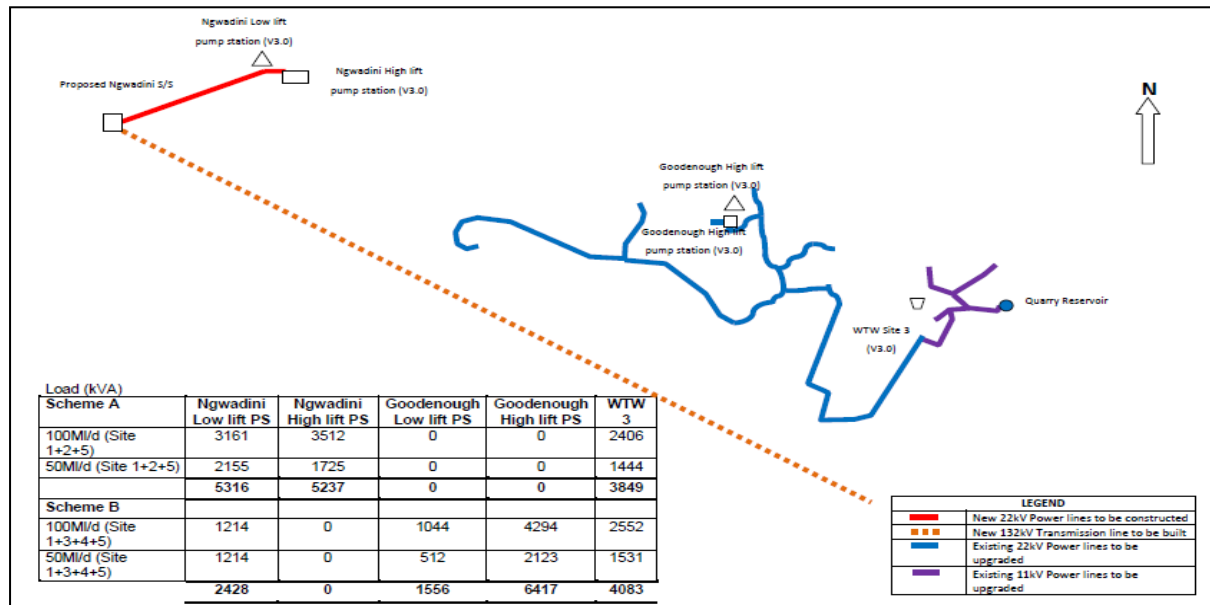 Ngwadini Low lift
pump station (V3.0)
Proposed Ngwadini S/S
Ngwadini High lift
pump station (V3.0)
N
Goodenough High lift
pump station (V3.0)
Goodenough High lift
pump station (V3.0)
Quarry Reservoir
WTW Site 3
(V3.0)
Load (kVA)
Scheme A Ngwadini Low lift PS Ngwadini High lift PS Goodenough Low lift PS Goodenough High lift PS WTW 3
100Ml/d (Site 1+2+5) 3161 3512 0 0 2406
50Ml/d (Site 1+2+5) 2155 1725 0 0 1444
5316 5237 0 0 3849
Scheme B
100Ml/d (Site 1+3+4+5) 1214 0 1044 4294 2552
50Ml/d (Site 1+3+4+5) 1214 0 512 2123 1531
2428 0 1556 6417 4083
LEGEND
New 22kV Power lines to be constructed
New 132kV Transmission line to be built
Existing 22kV Power lines to be
upgraded
Existing 11kV Power lines to be
upgraded